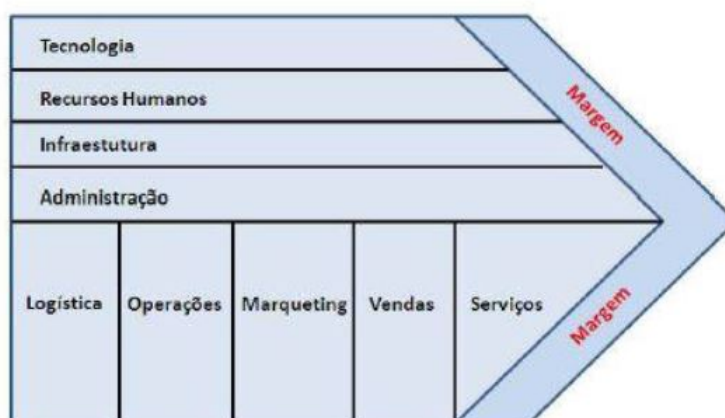 Tecnologia
Recursos Humanos
Infraestutura
Administração
Logística
Operações
Marqueting
Vendas
Serviços
Margem
Margem